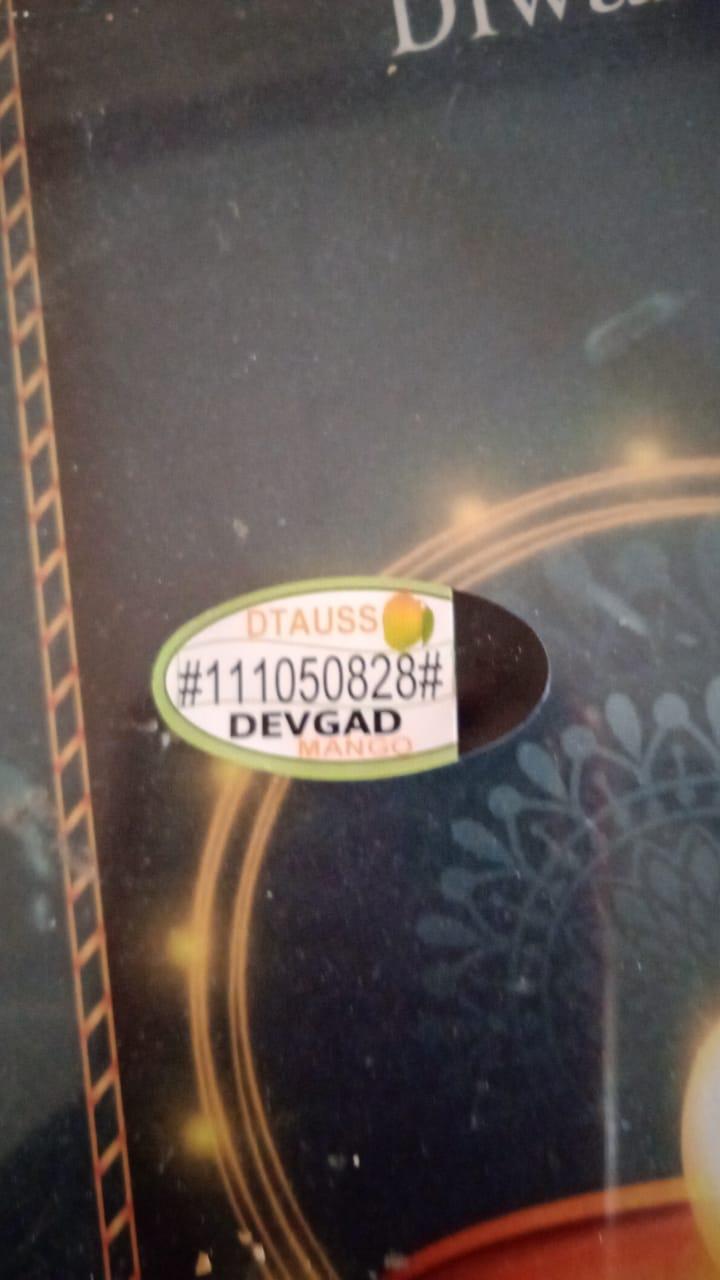 DTAUSS
#111050828#
DEVGAD
MANGO